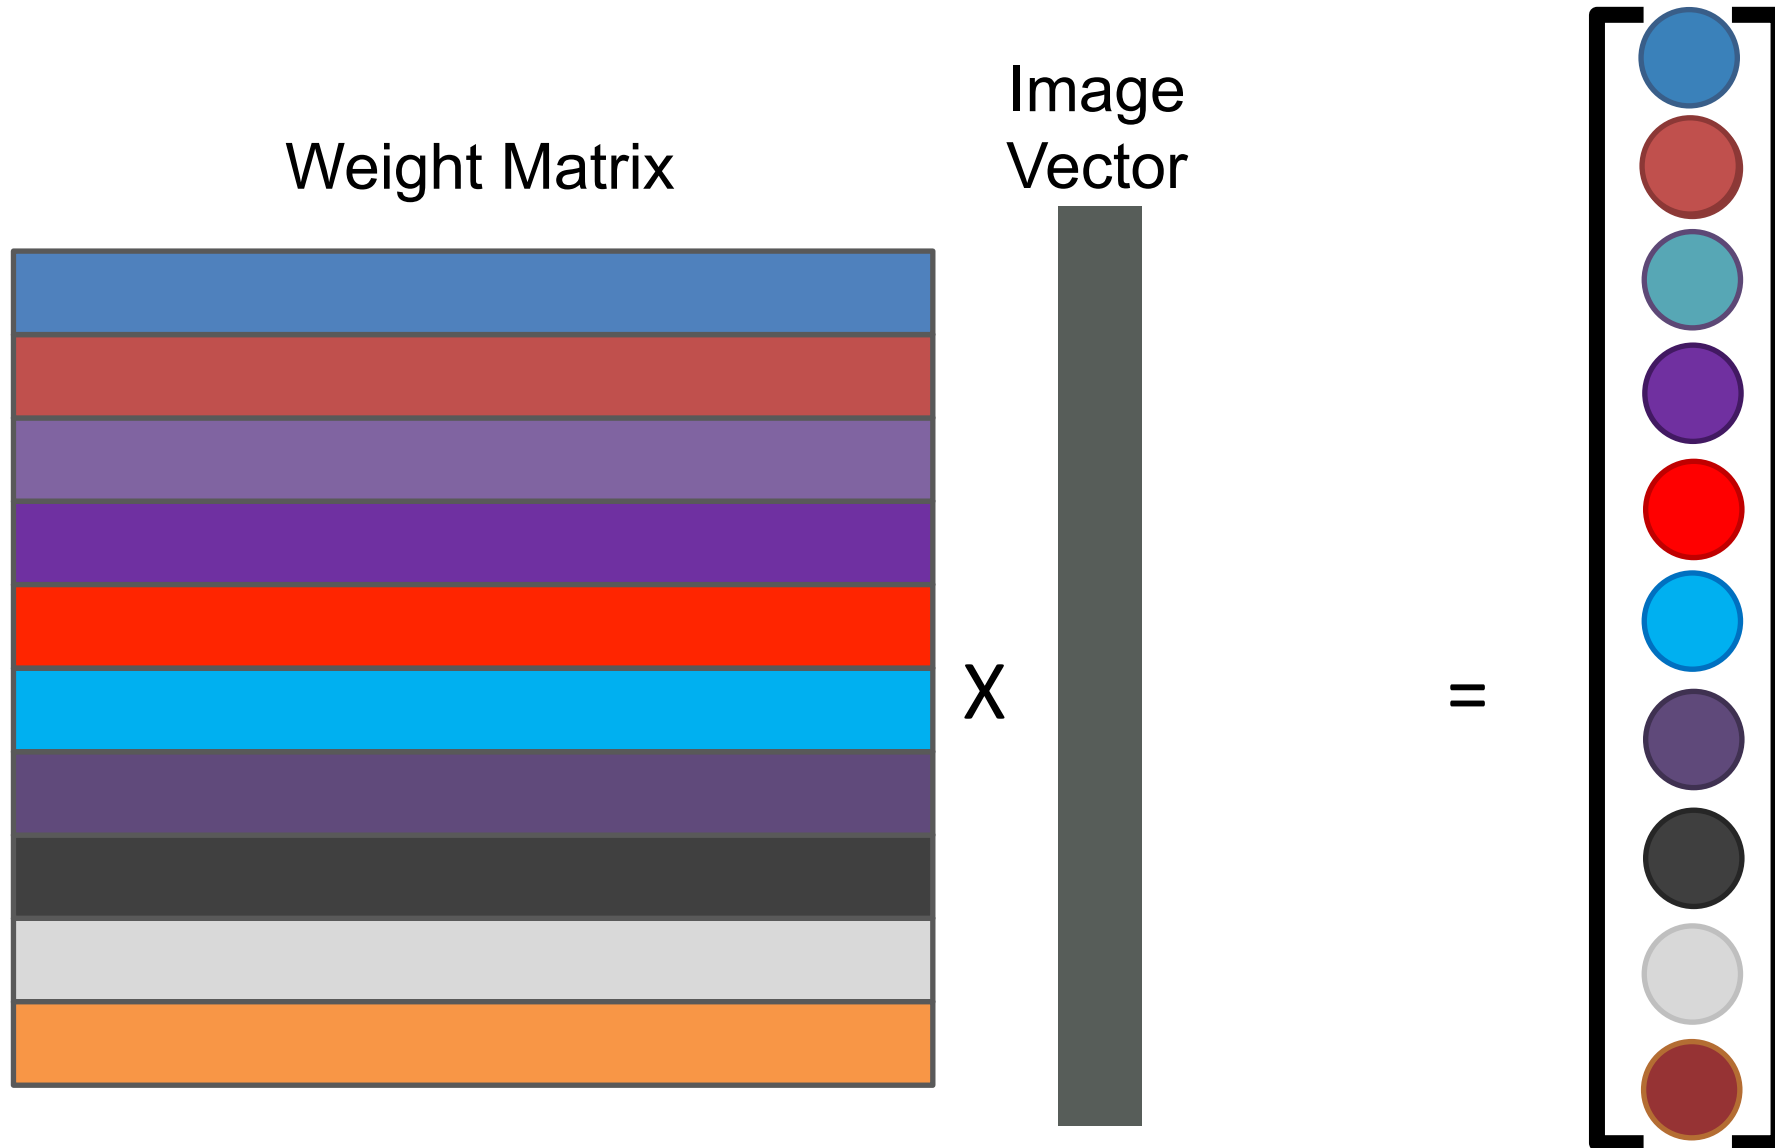 Weight Matrix
Image
Vector
X
=